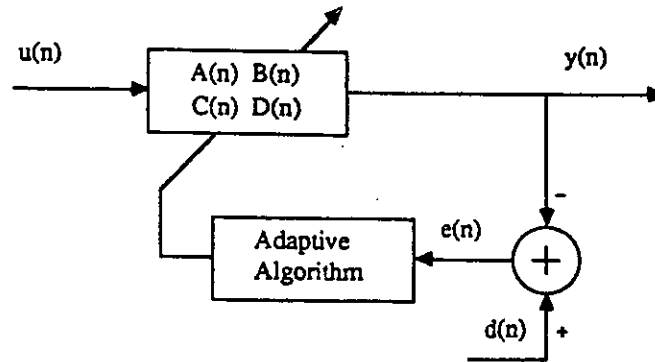 u(n)
A(n) B(n)
C(n) D(n)
y(n)
-
e(n)
Adaptive
Algorithm
+
d(n)
+